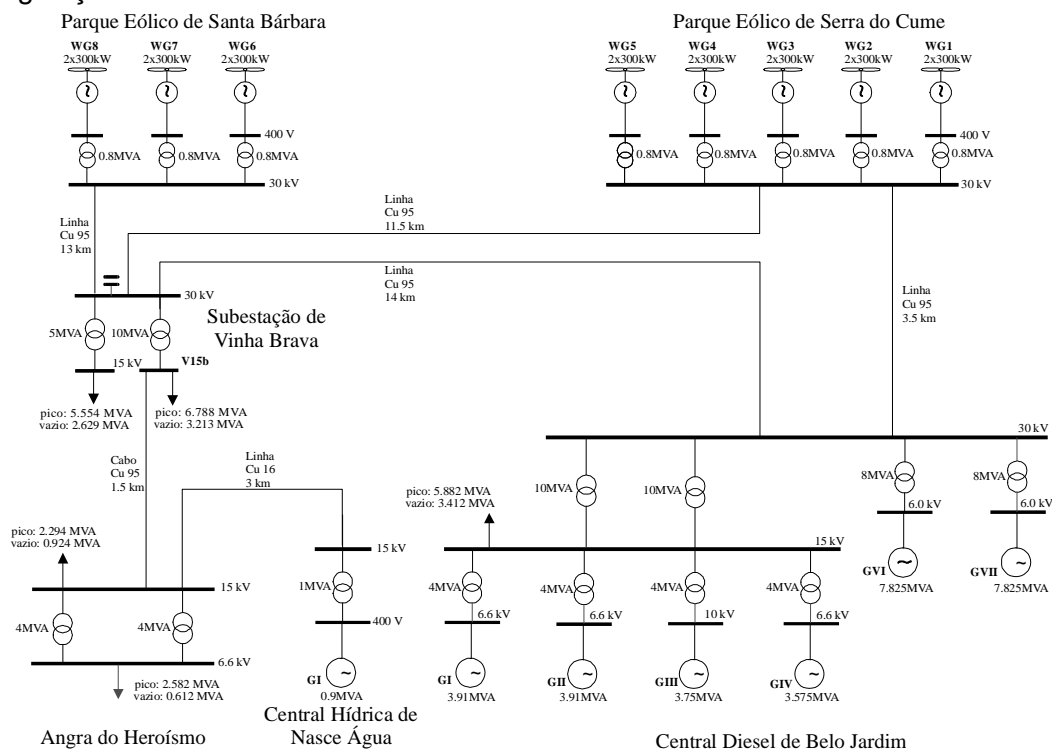 Parque Eólico de Santa Bárbara
Parque Eólico de Serra do Cume
WG8
2x300kW
WG7
2x300kW
WG6
2x300kW
WG5
2x300kW
WG4
2x300kW
WG3
2x300kW
WG2
2x300kW
WG1
2x300kW
400 V
400 V
0.8MVA
0.8MVA
0.8MVA
0.8MVA
0.8MVA
0.8MVA
0.8MVA
0.8MVA
30 kV
30 kV
Linha
Cu 95
13 km
Linha
Cu 95
11.5 km
Linha
Cu 95
14 km
Linha
Cu 95
3.5 km
30 kV
Subestação de
Vinha Brava
5MVA
10MVA
15 kV
V15b
pico: 5.554 MVA
vazio: 2.629 MVA
pico: 6.788 MVA
vazio: 3.213 MVA
30 kV
Cabo
Cu 95
1.5 km
Linha
Cu 16
3 km
10MVA
10MVA
8MVA
8MVA
6.0 kV
6.0 kV
pico: 5.882 MVA
vazio: 3.412 MVA
pico: 2.294 MVA
vazio: 0.924 MVA
15 kV
15 kV
GVI
7.825MVA
GVII
7.825MVA
15 kV
1MVA
4MVA
4MVA
4MVA
4MVA
4MVA
4MVA
400 V
6.6 kV
6.6 kV
10 kV
6.6 kV
6.6 kV
GI
0.9MVA
GI
3.91MVA
GII
3.91MVA
GIII
3.75MVA
GIV
3.575MVA
pico: 2.582 MVA
vazio: 0.612 MVA
Angra do Heroísmo
Central Hídrica de
Nasce Água
Central Diesel de Belo Jardim